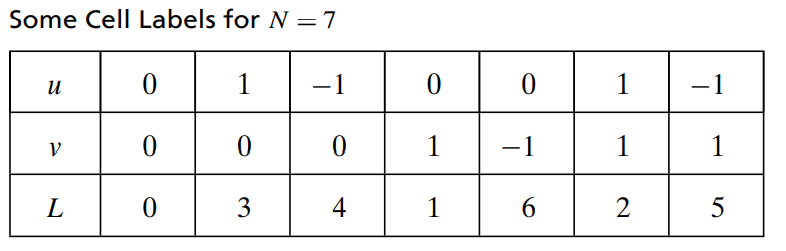 Some Cell Labels for N = 7
u 0 1 −1 0 0 1 −1
v 0 0 0 1 −1 1 1
L 0 3 4 1 6 2 5